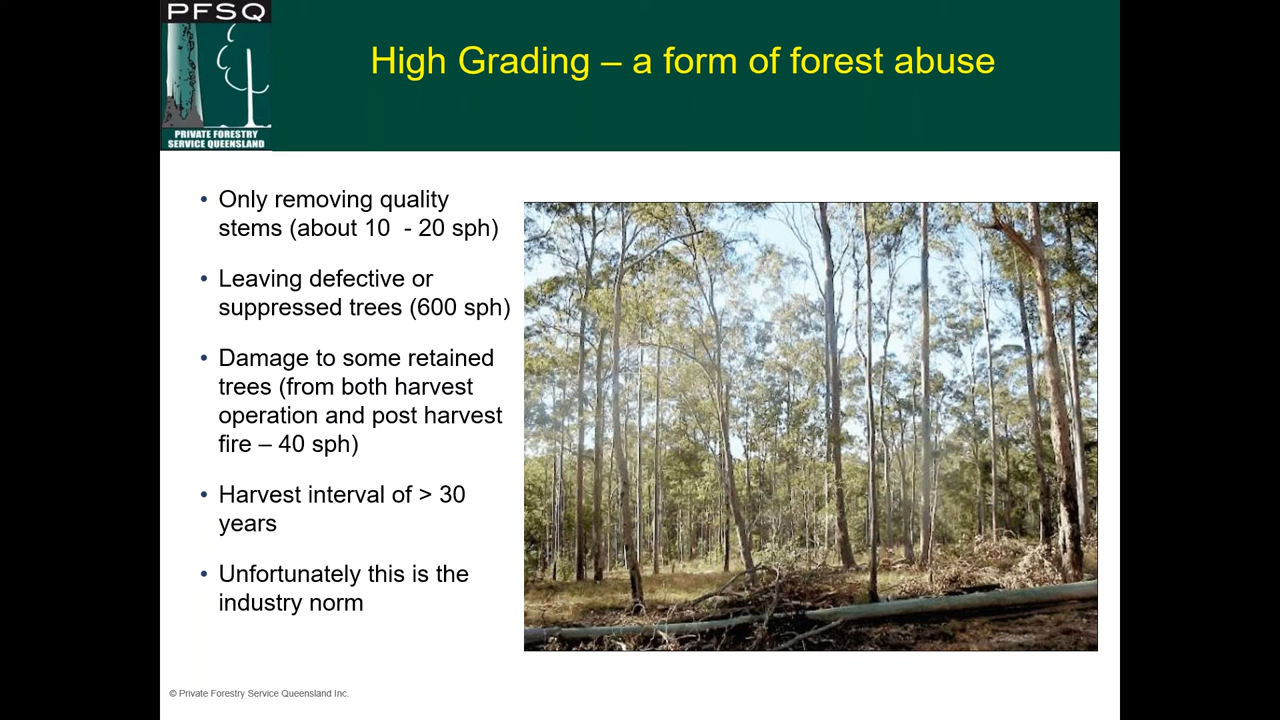 PFSQ
PRIVATE FORESTRY
SERVICE QUEENSLAND
High Grading – a form of forest abuse
• Only removing quality
stems (about 10  - 20 sph)
• Leaving defective or
suppressed trees (600 sph)
• Damage to some retained
trees (from both harvest
operation and post harvest
fire – 40 sph)
• Harvest interval of > 30
years
• Unfortunately this is the
industry norm
© Private Forestry Service Queensland Inc.